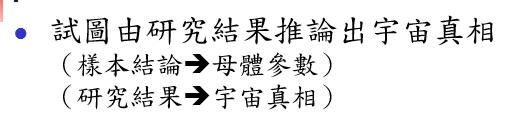 試圖由研究結果推論出宇宙真相
（樣本結論➔母體參數）
（研究結果➔宇宙真相）